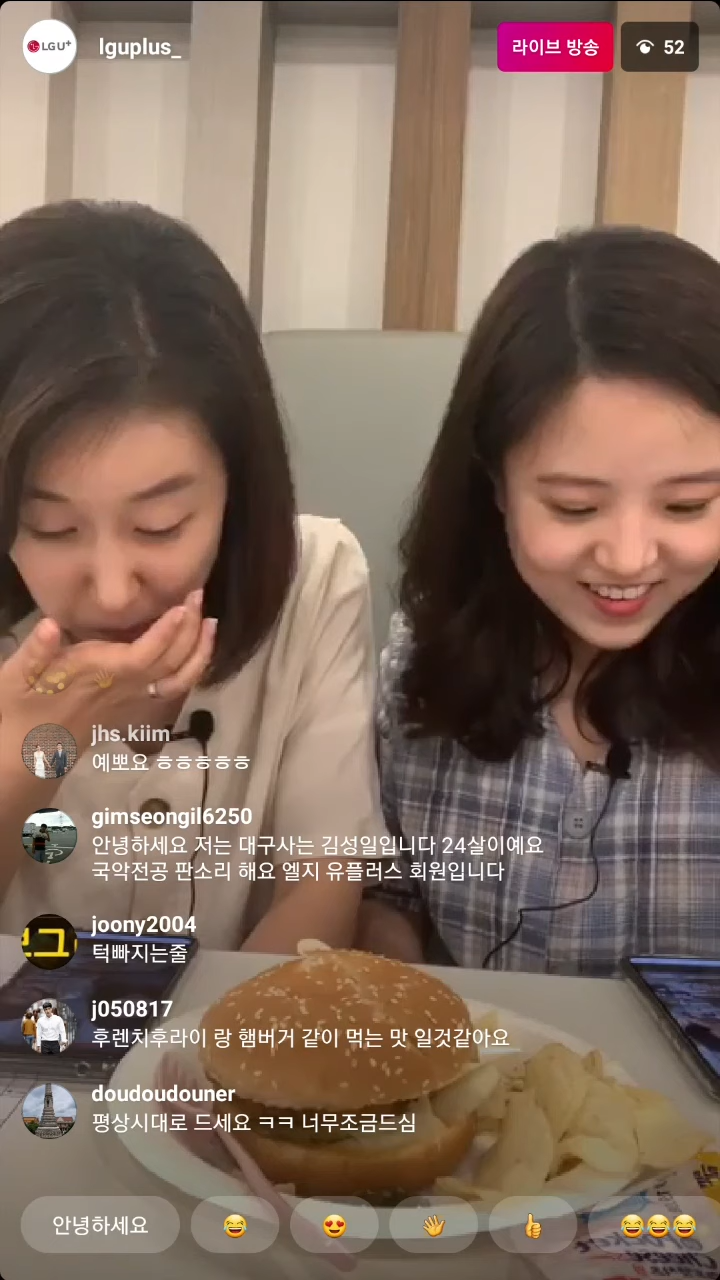 LG U+
lguplus_
라이브 방송
52
jhs.kiim
예뽀요 ㅎㅎㅎㅎㅎ
gimseongil6250
안녕하세요 저는 대구사는 김성일입니다 24살이예요
국악전공 판소리 해요 엘지 유플러스 회원입니다
joony2004
턱빠지는줄
j050817
후렌치후라이 랑 햄버거 같이 먹는 맛 일것같아요
doudoudouner
평상시대로 드세요 ㅋㅋ 너무조금드심
안녕하세요